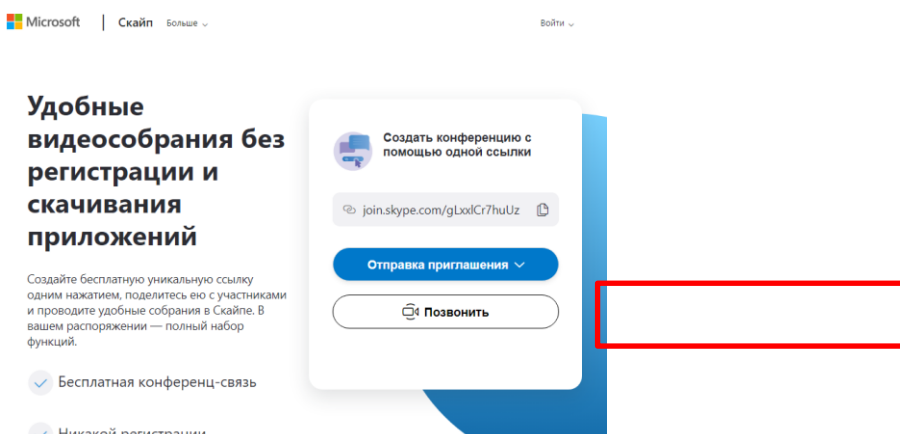 Microsoft | Скайп Больше Войти
Удобные
видеособрания без
регистрации и
скачивания
приложений
Создайте бесплатную уникальную ссылку
одним нажатием, поделитесь ею с участниками
и проводите удобные собрания в Скайпе. В
вашем распоряжении — полный набор
функций.
Бесплатная конференц-связь
Никакой регистрации
Создать конференцию с
помощью одной ссылки
join.skype.com/gLxxlCr7huUz
Отправка приглашения
Позвонить